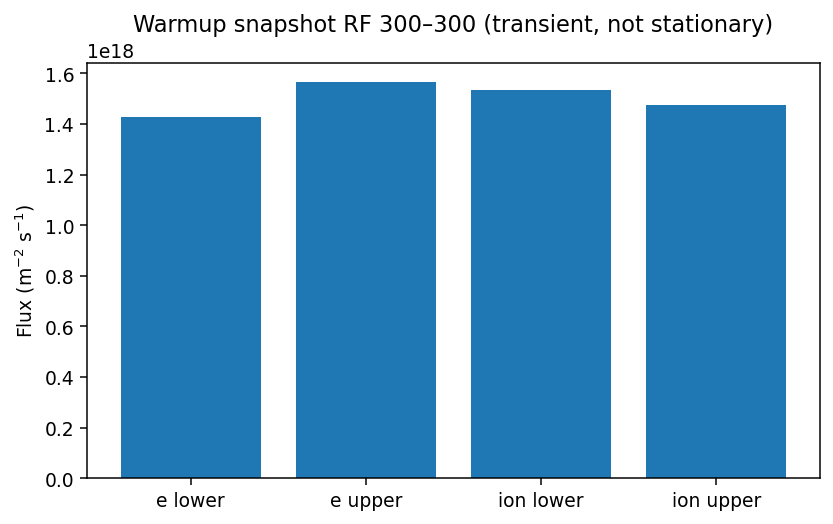 Warmup snapshot RF 300–300 (transient, not stationary)
1e18
1.6
1.4
1.2
1.0
0.8
0.6
0.4
0.2
0.0
Flux (m⁻² s⁻¹)
e lower e upper ion lower ion upper